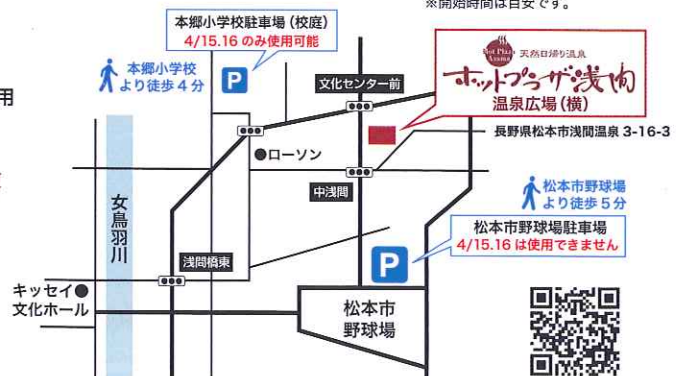 ※開始時間は目安です。
本郷小学校駐車場（校庭）
4/15.16 のみ使用可能
本郷小学校
より徒歩4分
P
用
文化センター前
Hot Plaza Asama
天然日帰り温泉
ホットプラザ浅間
温泉広場（横）
長野県松本市浅間温泉 3-16-3
ローソン
中浅間
松本市野球場
より徒歩5分
女鳥羽川
松本市野球場駐車場
4/15.16 は使用できません
浅間橋東
P
キッセイ
文化ホール
松本市
野球場